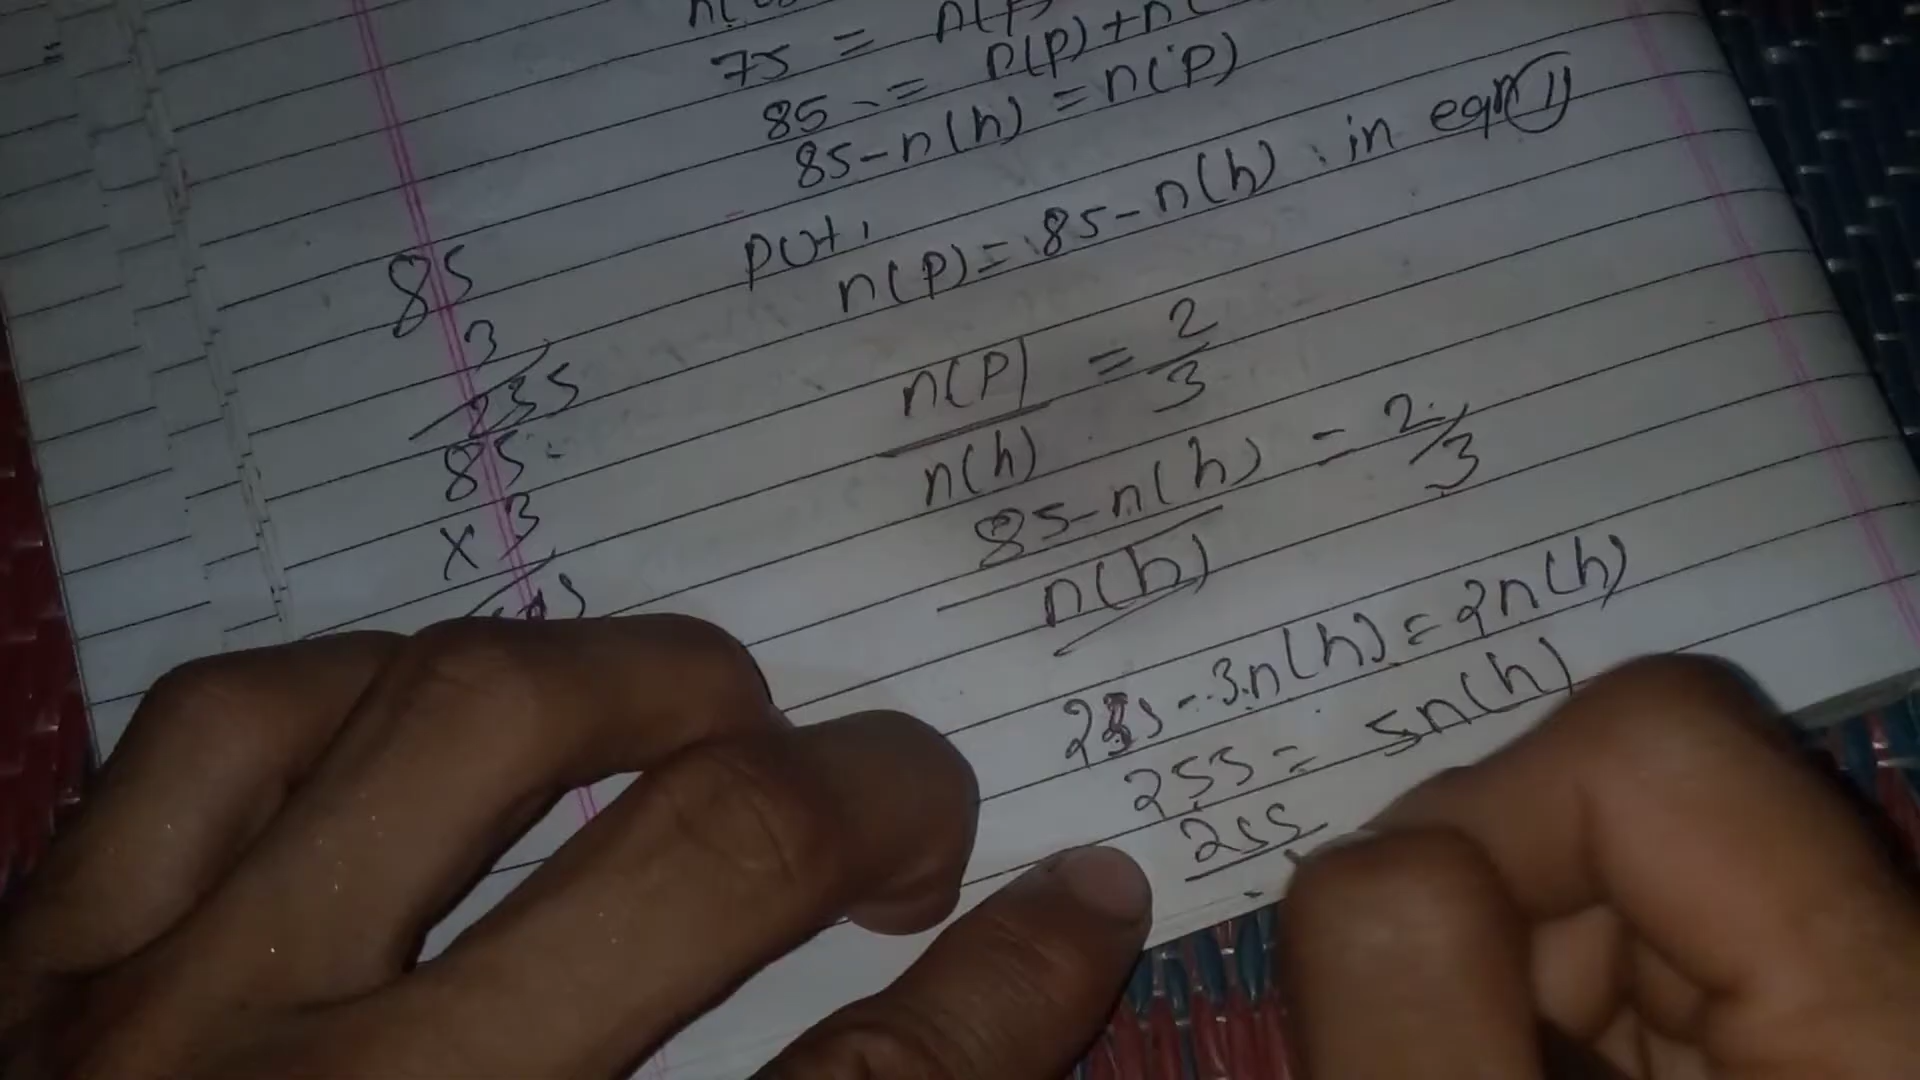 75 = n(P)
85 = n(P) + n(
85 - n(h) = n(P)
put,
n(P) = 85 - n(h) in eqn 1
n(P)/n(h) = 2/3
85 - n(h)/n(h) = 2/3
255 - 3n(h) = 2n(h)
255 = 5n(h)
255
85
3
235
85
x 3